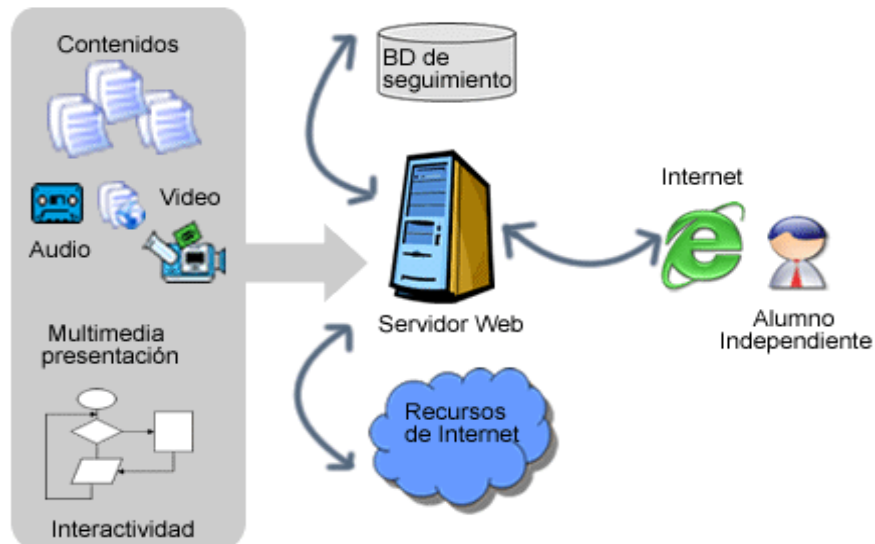 Contenidos
Video
Audio
Multimedia
presentación
Interactividad
BD de
seguimiento
Servidor Web
Recursos
de Internet
Internet
Alumno
Independiente